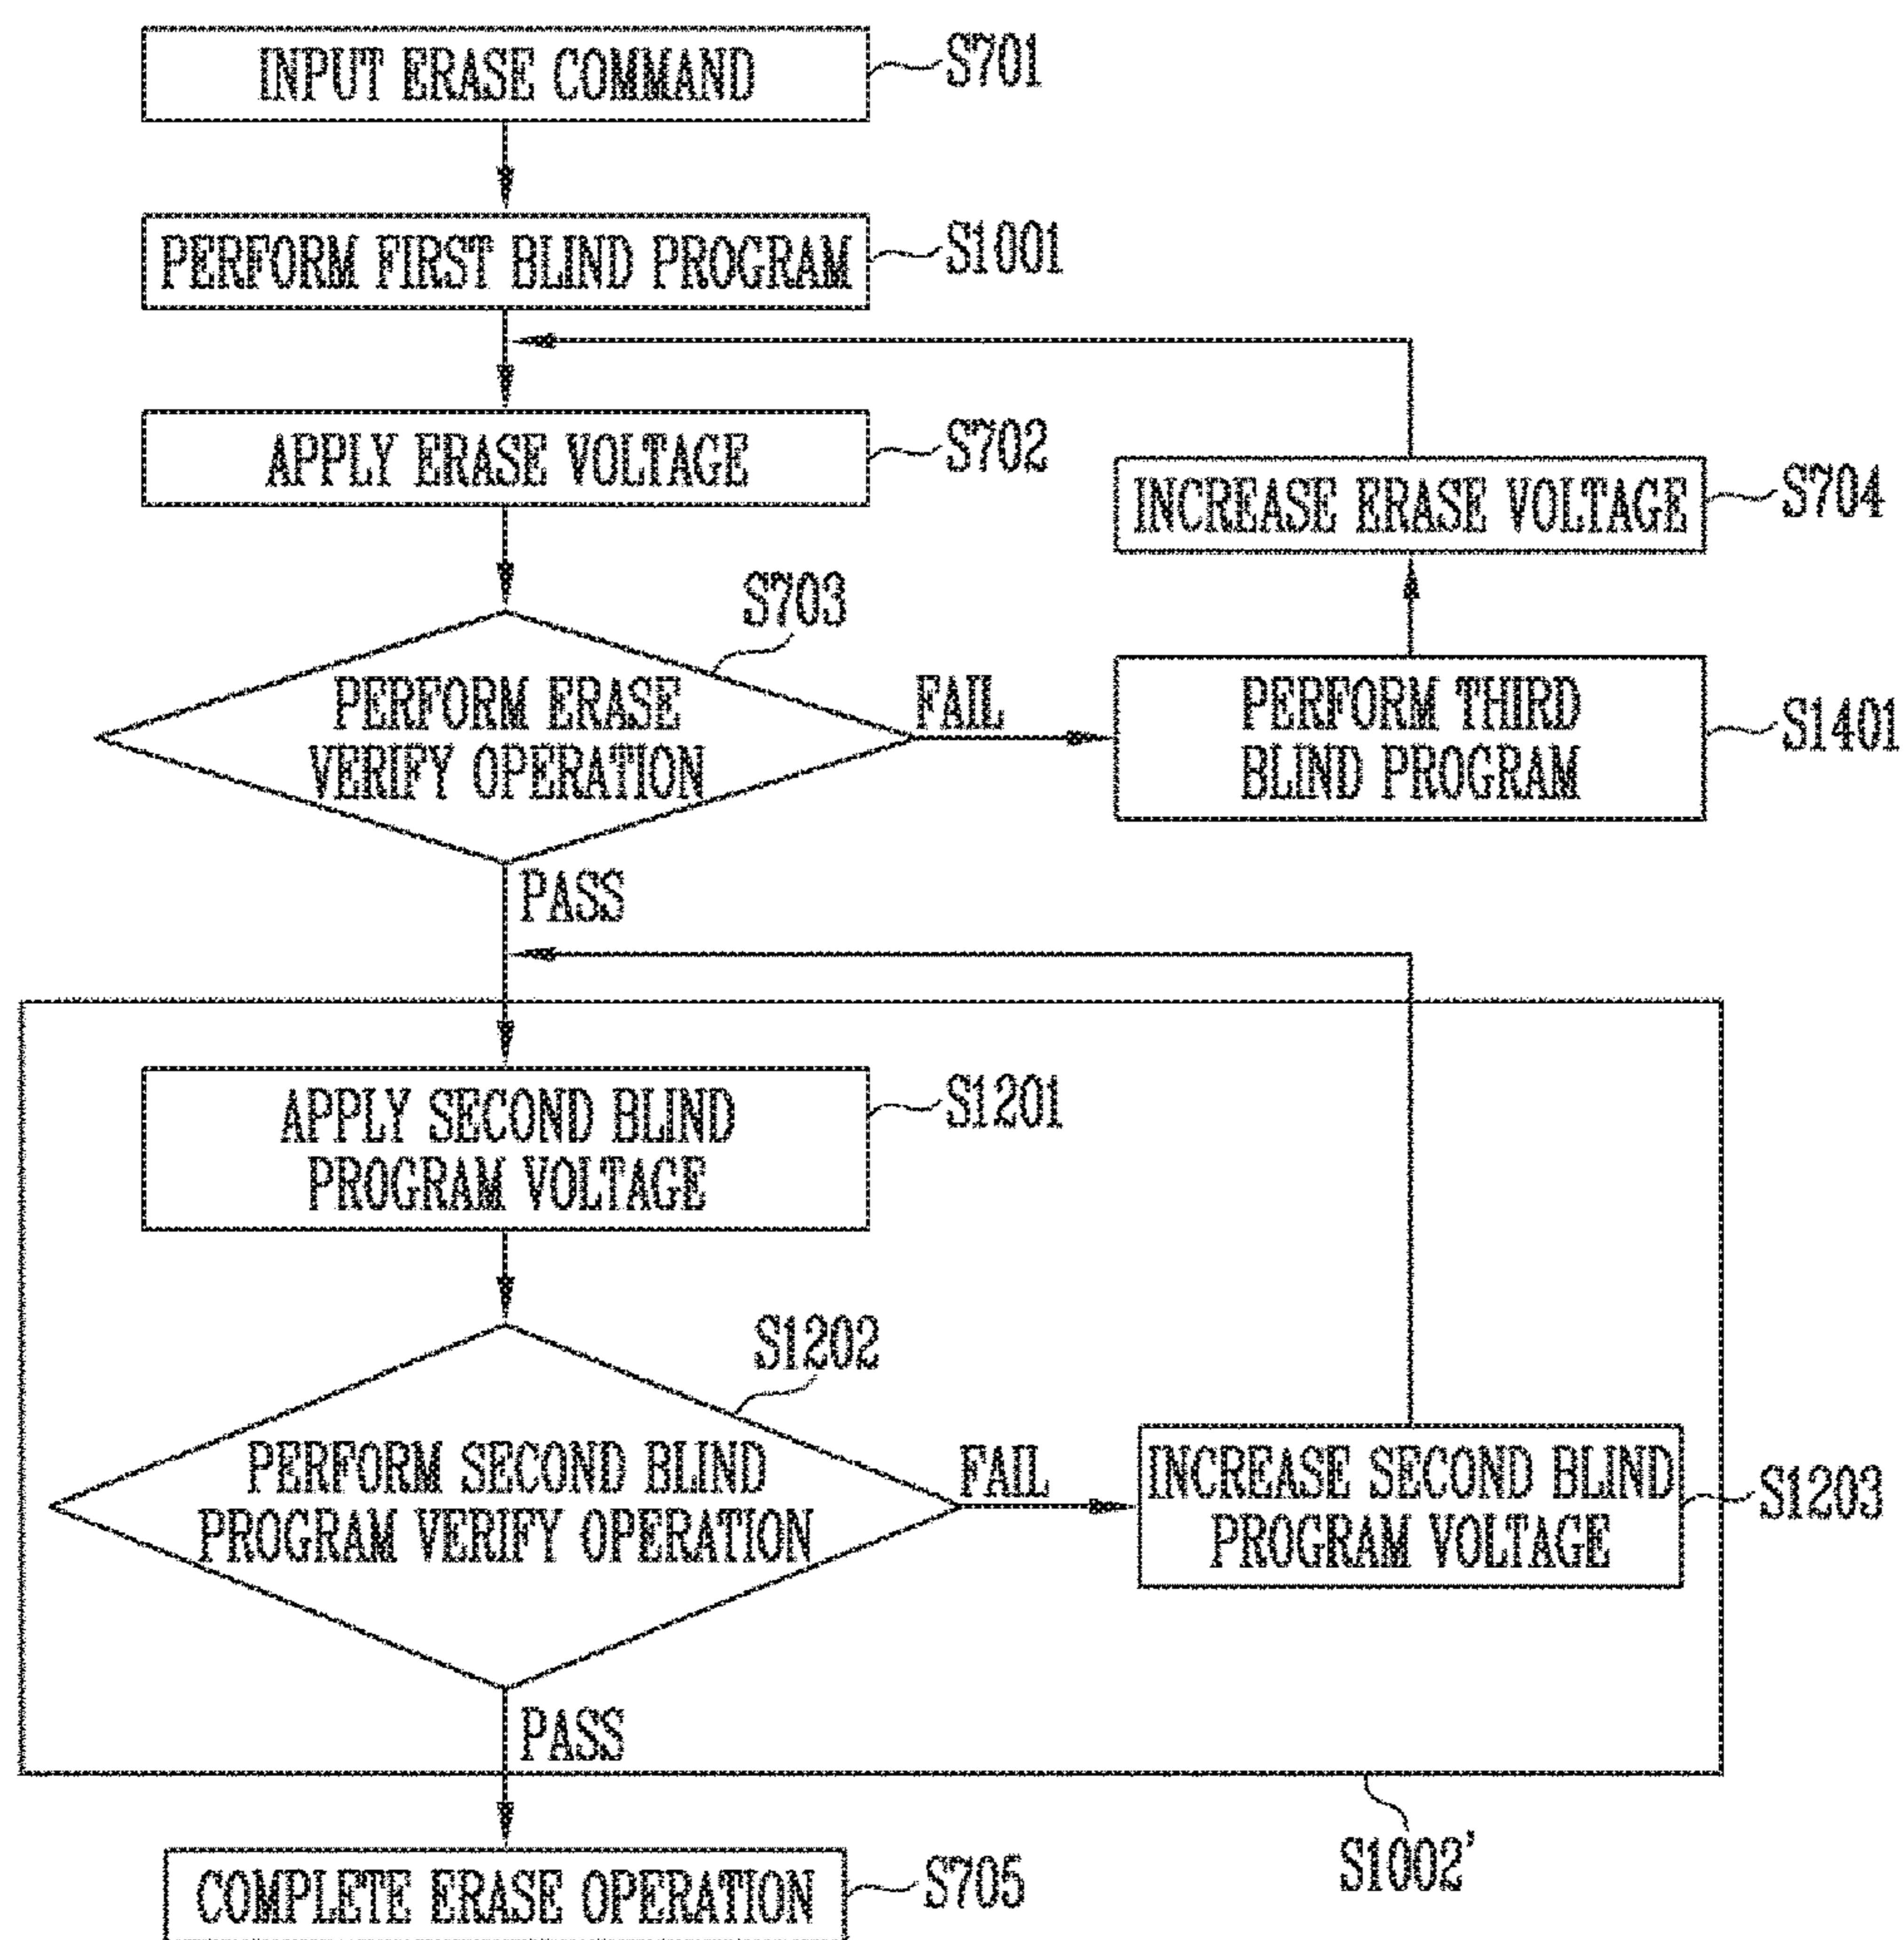 INPUT ERASE COMMAND
S701
PERFORM FIRST BLIND PROGRAM
S1001
APPLY ERASE VOLTAGE
S702
INCREASE ERASE VOLTAGE
S704
S703
PERFORM ERASE
VERIFY OPERATION
FAIL
PERFORM THIRD
BLIND PROGRAM
S1401
PASS
APPLY SECOND BLIND
PROGRAM VOLTAGE
S1201
S1202
PERFORM SECOND BLIND
PROGRAM VERIFY OPERATION
FAIL
INCREASE SECOND BLIND
PROGRAM VOLTAGE
S1203
PASS
S1002'
COMPLETE ERASE OPERATION
S705